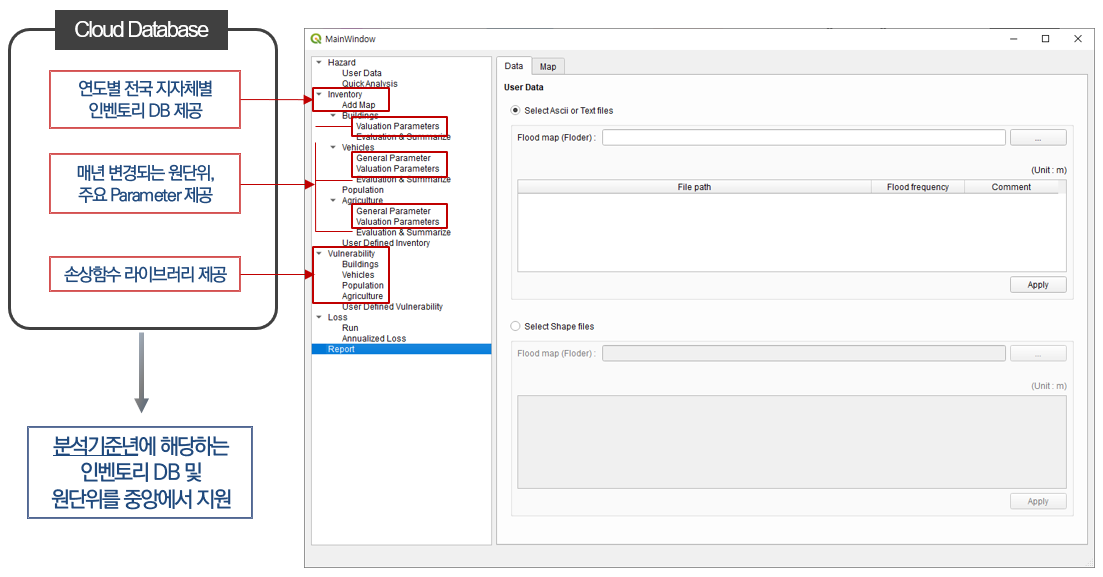 Cloud Database
연도별 전국 지자체별
인벤토리 DB 제공
매년 변경되는 원단위,
주요 Parameter 제공
손상함수 라이브러리 제공
분석기준년에 해당하는
인벤토리 DB 및
원단위를 중앙에서 지원
MainWindow
Hazard
User Data
Quick Analysis
Inventory
Add Map
Buildings
Valuation Parameters
Evaluation & Summarize
Vehicles
General Parameter
Valuation Parameters
Evaluation & Summarize
Population
Agriculture
General Parameter
Valuation Parameters
Evaluation & Summarize
User Defined Inventory
Vulnerability
Buildings
Vehicles
Population
Agriculture
User Defined Vulnerability
Loss
Run
Annualized Loss
Report
Data Map
User Data
Select Ascii or Text files
Flood map (Floder) : ...
(Unit : m)
File path Flood frequency Comment
Apply
Select Shape files
Flood map (Floder) : ...
(Unit : m)
Apply